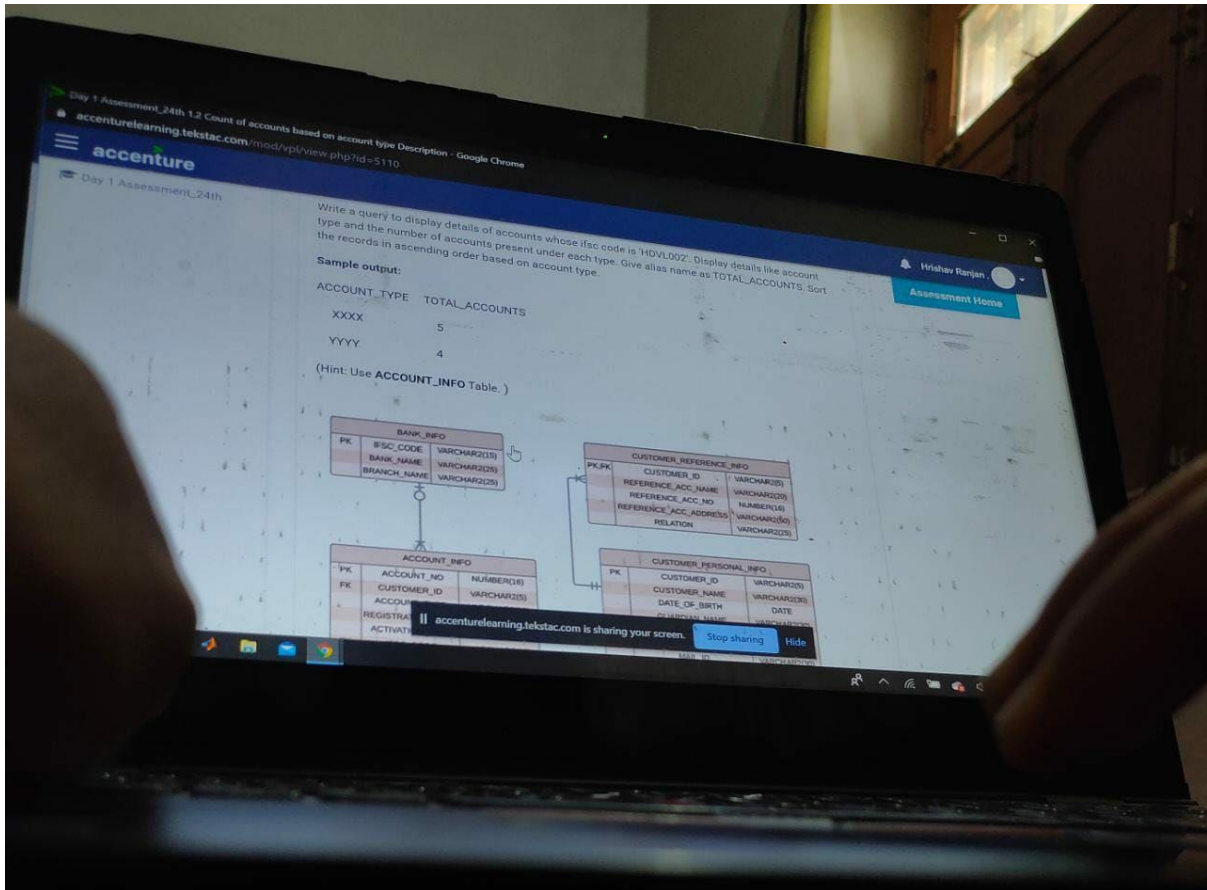 Day 1 Assessment_24th 1.2 Count of accounts based on account type Description - Google Chrome
accenturelearning.tekstac.com/mod/vpl/view.php?id=5110
accenture
Hrishav Ranjan .
Day 1 Assessment_24th
Assessment Home
Write a query to display details of accounts whose ifsc code is 'HDVL002'. Display details like account
type and the number of accounts present under each type. Give alias name as TOTAL_ACCOUNTS. Sort
the records in ascending order based on account type.
Sample output:
ACCOUNT_TYPE TOTAL_ACCOUNTS
XXXX 5
YYYY 4
(Hint: Use ACCOUNT_INFO Table. )
BANK_INFO
PK IFSC_CODE VARCHAR2(15)
BANK_NAME VARCHAR2(25)
BRANCH_NAME VARCHAR2(25)
CUSTOMER_REFERENCE_INFO
PK,FK CUSTOMER_ID VARCHAR2(5)
REFERENCE_ACC_NAME VARCHAR2(20)
REFERENCE_ACC_NO NUMBER(16)
REFERENCE_ACC_ADDRESS VARCHAR2(50)
RELATION VARCHAR2(25)
ACCOUNT_INFO
PK ACCOUNT_NO NUMBER(16)
FK CUSTOMER_ID VARCHAR2(5)
CUSTOMER_PERSONAL_INFO
PK CUSTOMER_ID VARCHAR2(5)
CUSTOMER_NAME VARCHAR2(30)
DATE_OF_BIRTH DATE
accenturelearning.tekstac.com is sharing your screen. Stop sharing Hide
MAIL_ID VARCHAR2(30)